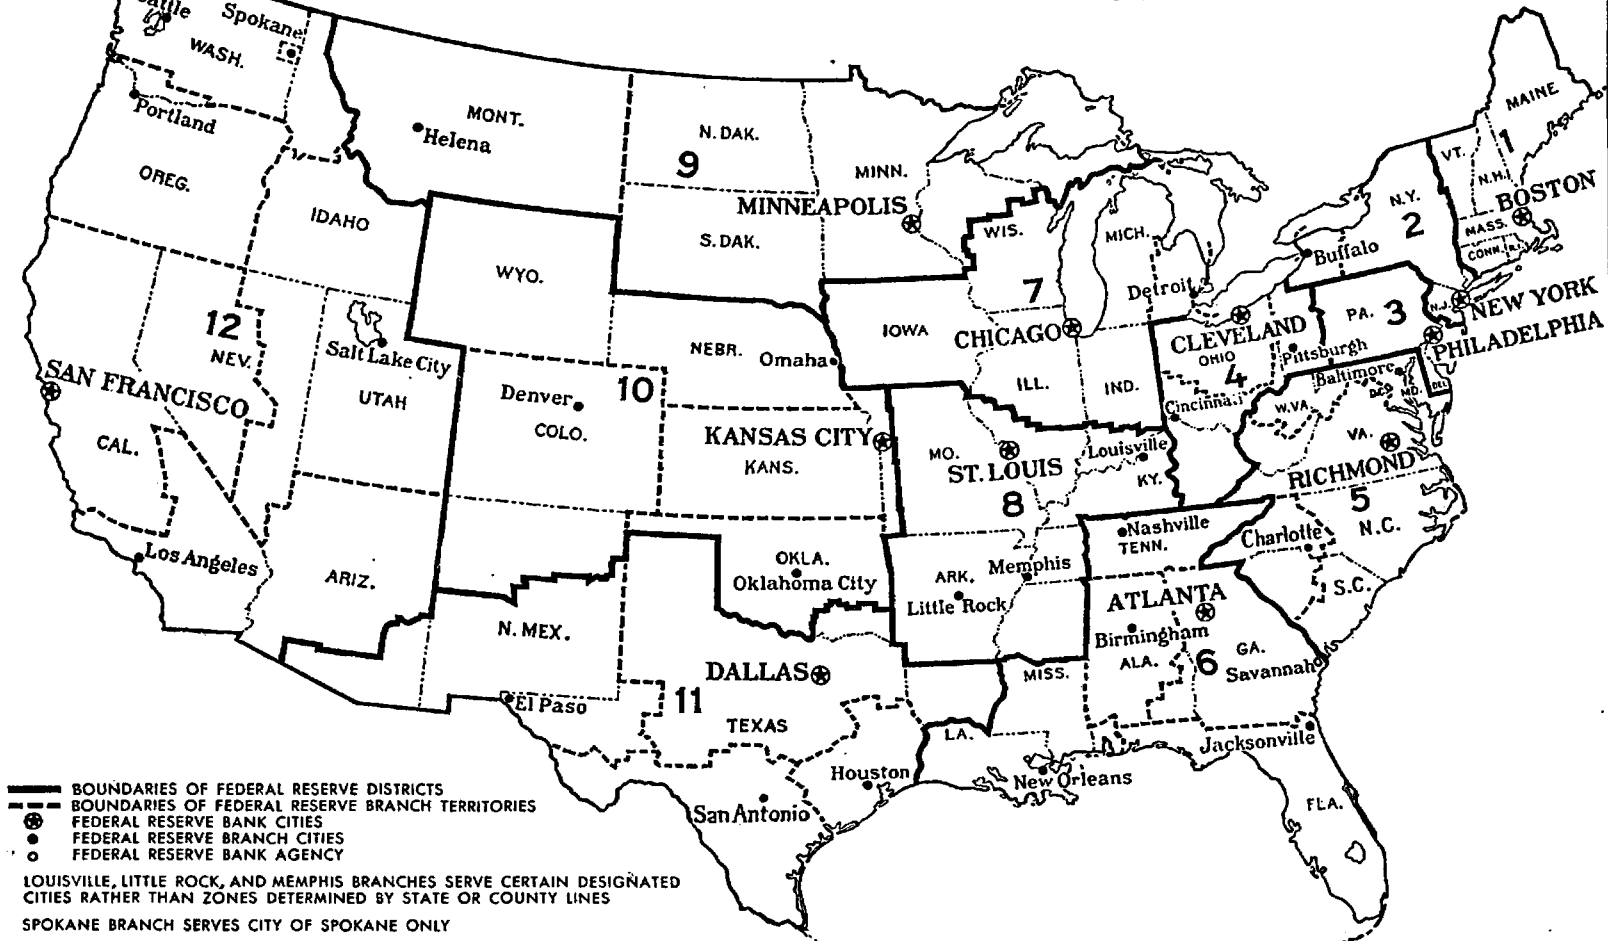 Spokane
WASH.
Portland
OREG.
IDAHO
MONT.
Helena
N. DAK.
9
S. DAK.
MINN.
MINNEAPOLIS
WIS.
MICH.
7
Detroit
MAINE
VT.
1
N.H.
BOSTON
MASS.
CONN.
R.I.
N.Y.
2
Buffalo
WYO.
12
NEV.
Salt Lake City
UTAH
SAN FRANCISCO
CAL.
Los Angeles
ARIZ.
NEBR.
Omaha
IOWA
CHICAGO
ILL.
IND.
CLEVELAND
OHIO
4
Cincinnati
Pittsburgh
PA.
3
N.J.
NEW YORK
PHILADELPHIA
Baltimore
D.C.
MD.
DEL.
W.VA.
VA.
RICHMOND
5
N.C.
Charlotte
S.C.
10
Denver
COLO.
KANSAS CITY
KANS.
MO.
ST. LOUIS
8
Louisville
KY.
Nashville
TENN.
Memphis
ARK.
Little Rock
OKLA.
Oklahoma City
N. MEX.
El Paso
DALLAS
11
TEXAS
Houston
San Antonio
LA.
New Orleans
MISS.
ATLANTA
Birmingham
ALA.
6
GA.
Savannah
Jacksonville
FLA.
BOUNDARIES OF FEDERAL RESERVE DISTRICTS
BOUNDARIES OF FEDERAL RESERVE BRANCH TERRITORIES
FEDERAL RESERVE BANK CITIES
FEDERAL RESERVE BRANCH CITIES
FEDERAL RESERVE BANK AGENCY
LOUISVILLE, LITTLE ROCK, AND MEMPHIS BRANCHES SERVE CERTAIN DESIGNATED
CITIES RATHER THAN ZONES DETERMINED BY STATE OR COUNTY LINES
SPOKANE BRANCH SERVES CITY OF SPOKANE ONLY